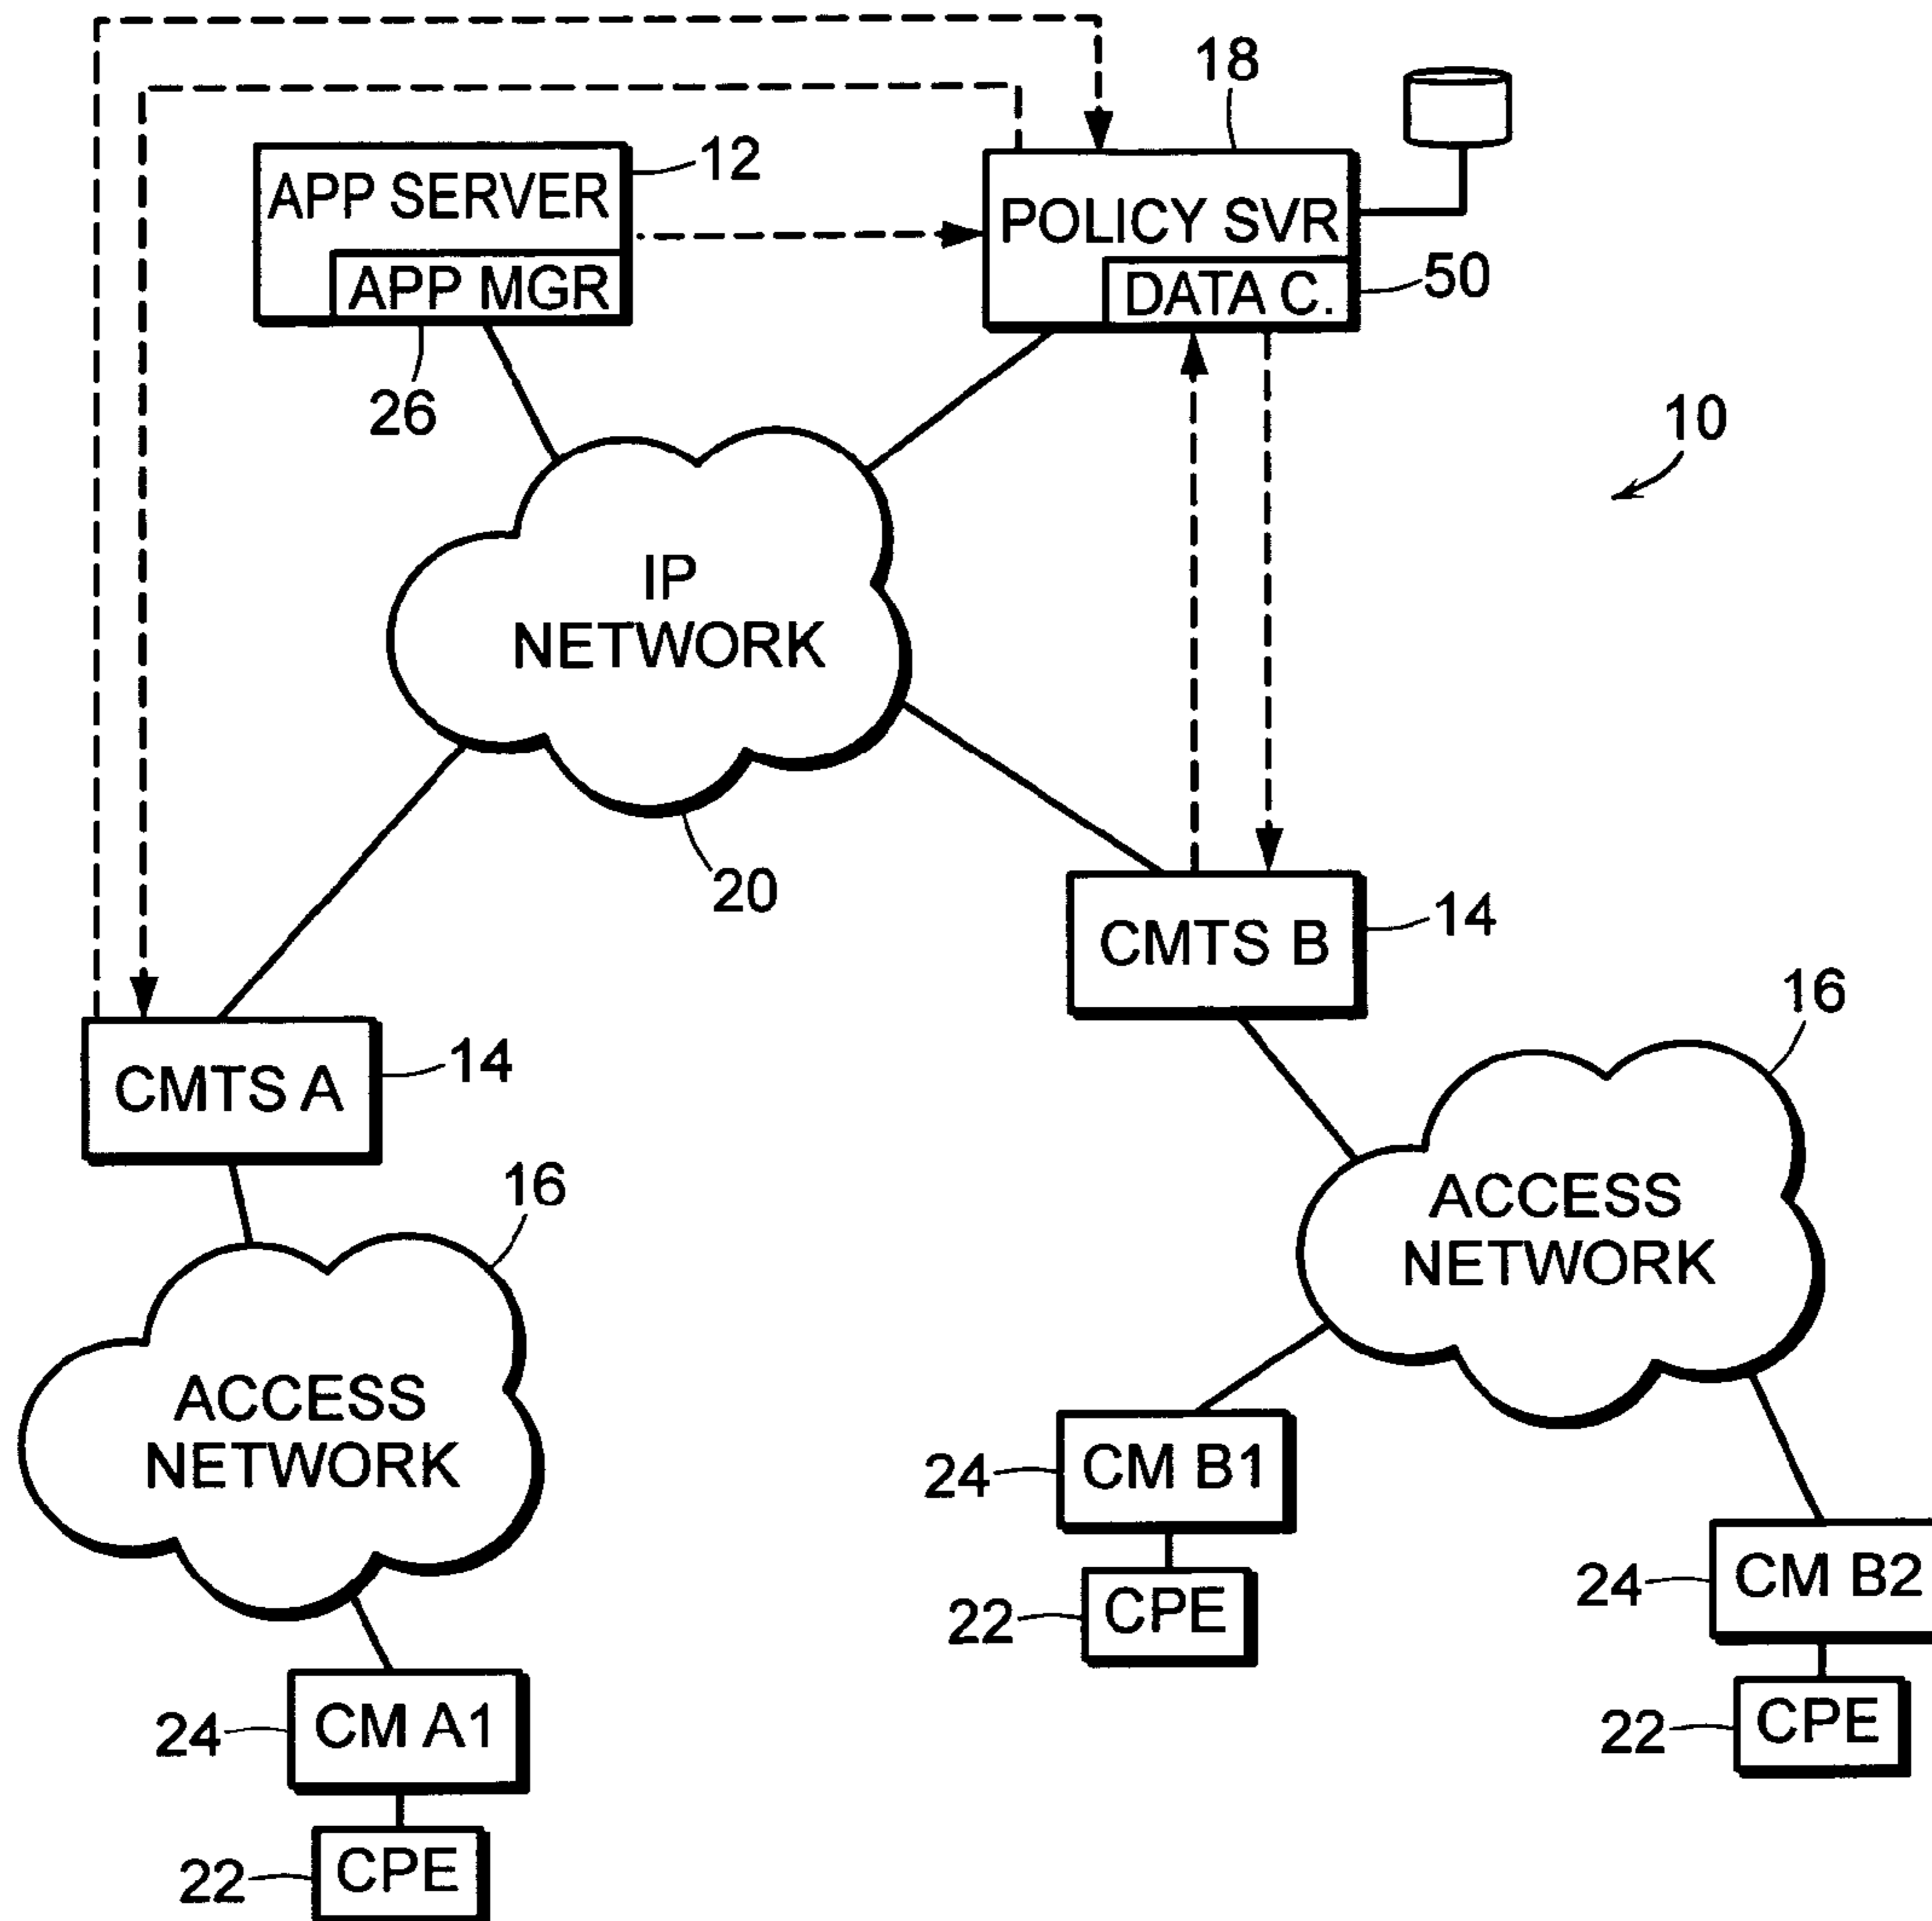 18
12
APP SERVER
POLICY SVR
APP MGR
DATA C.
50
26
10
IP
NETWORK
20
CMTS B
14
16
CMTS A
14
16
ACCESS
NETWORK
ACCESS
NETWORK
24
CM B1
24
CM B2
22
CPE
22
CPE
24
CM A1
22
CPE